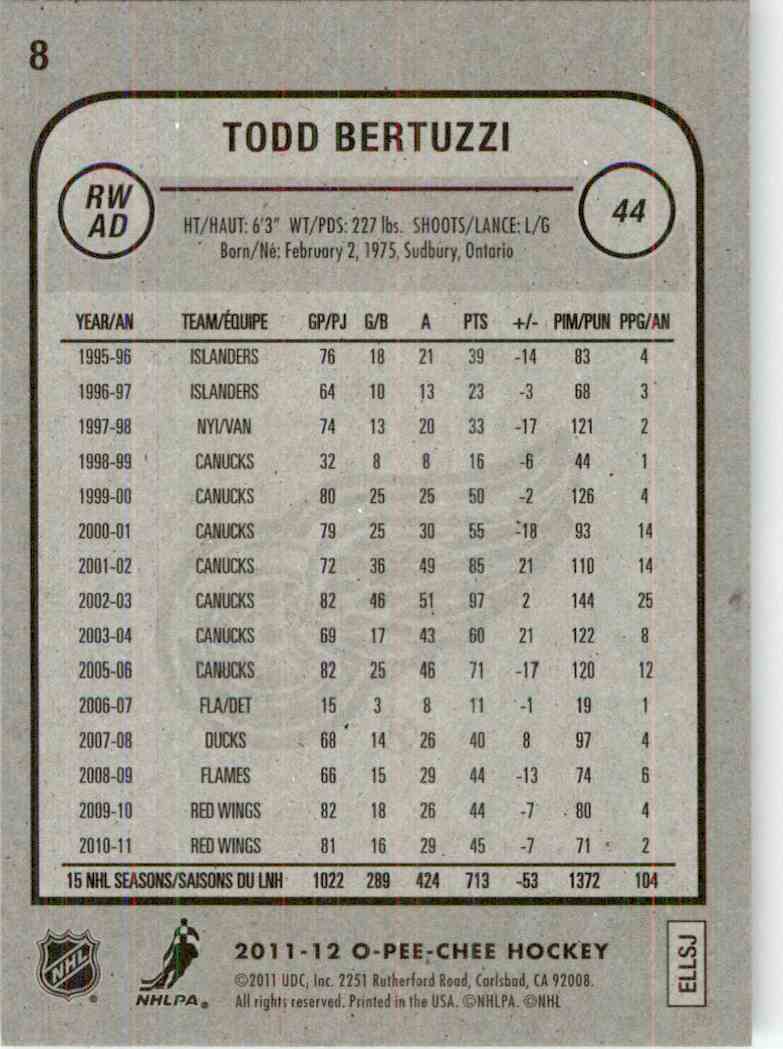 8
TODD BERTUZZI
RW
AD
44
HT/HAUT: 6'3" WT/PDS: 227 lbs. SHOOTS/LANCE: L/G
Born/Né: February 2, 1975, Sudbury, Ontario
YEAR/AN TEAM/ÉQUIPE GP/PJ G/B A PTS +/- PIM/PUN PPG/AN
1995-96 ISLANDERS 76 18 21 39 -14 83 4
1996-97 ISLANDERS 64 10 13 23 -3 68 3
1997-98 NYI/VAN 74 13 20 33 -17 121 2
1998-99 CANUCKS 32 8 8 16 -6 44 1
1999-00 CANUCKS 80 25 25 50 -2 126 4
2000-01 CANUCKS 79 25 30 55 -18 93 14
2001-02 CANUCKS 72 36 49 85 21 110 14
2002-03 CANUCKS 82 46 51 97 2 144 25
2003-04 CANUCKS 69 17 43 60 21 122 8
2005-06 CANUCKS 82 25 46 71 -17 120 12
2006-07 FLA/DET 15 3 8 11 -1 19 1
2007-08 DUCKS 68 14 26 40 8 97 4
2008-09 FLAMES 66 15 29 44 -13 74 6
2009-10 RED WINGS 82 18 26 44 -7 80 4
2010-11 RED WINGS 81 16 29 45 -7 71 2
15 NHL SEASONS/SAISONS DU LNH 1022 289 424 713 -53 1372 104
NHL
NHLPA
2011-12 O-PEE-CHEE HOCKEY
©2011 UDC, Inc. 2251 Rutherford Road, Carlsbad, CA 92008.
All rights reserved. Printed in the USA. ©NHLPA. ©NHL
ELLSJ